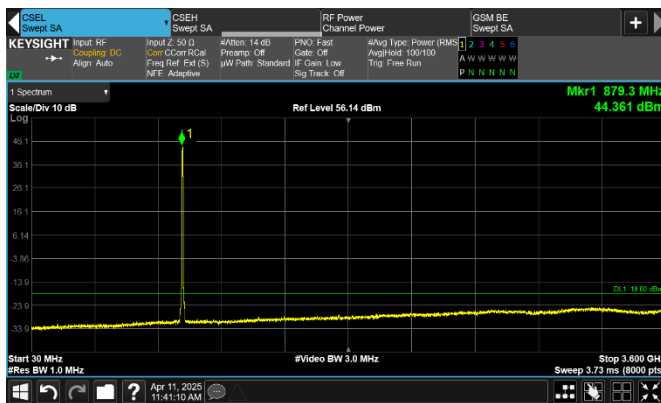 CSEL
Swept SA
CSEH
Swept SA
RF Power
Channel Power
GSM BE
Swept SA
+
KEYSIGHT
Input: RF
Coupling: DC
Align: Auto
Input Z: 50 Ω
Corr CCorr RCal
Freq Ref: Ext (S)
NFE: Adaptive
#Atten: 14 dB
Preamp: Off
µW Path: Standard
PNO: Fast
Gate: Off
IF Gain: Low
Sig Track: Off
#Avg Type: Power (RMS
Avg|Hold: 100/100
Trig: Free Run
1 2 3 4 5 6
A W W W W W
P N N N N N
LXI
1 Spectrum
Scale/Div 10 dB
Ref Level 56.14 dBm
Mkr1 879.3 MHz
44.361 dBm
Log
1
46.1
36.1
26.1
16.1
6.14
-3.86
-13.9
-23.9
-33.9
DL1 -19.00 dBm
Start 30 MHz
#Video BW 3.0 MHz
Stop 3.600 GHz
#Res BW 1.0 MHz
Sweep 3.73 ms (8000 pts)
?
Apr 11, 2025
11:41:10 AM